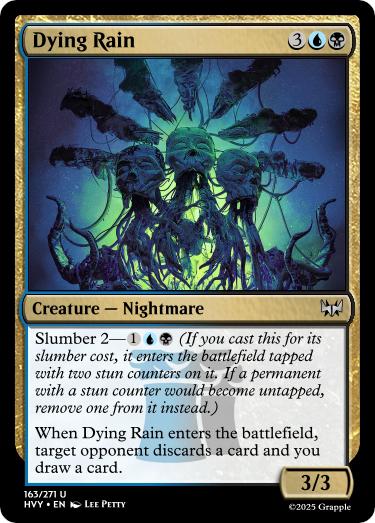 Dying Rain 3
Creature — Nightmare
Slumber 2—1 (If you cast this for its
slumber cost, it enters the battlefield tapped
with two stun counters on it. If a permanent
with a stun counter would become untapped,
remove one from it instead.)
When Dying Rain enters the battlefield,
target opponent discards a card and you
draw a card.
3/3
163/271 U
HVY • EN Lee Petty
©2025 Grapple